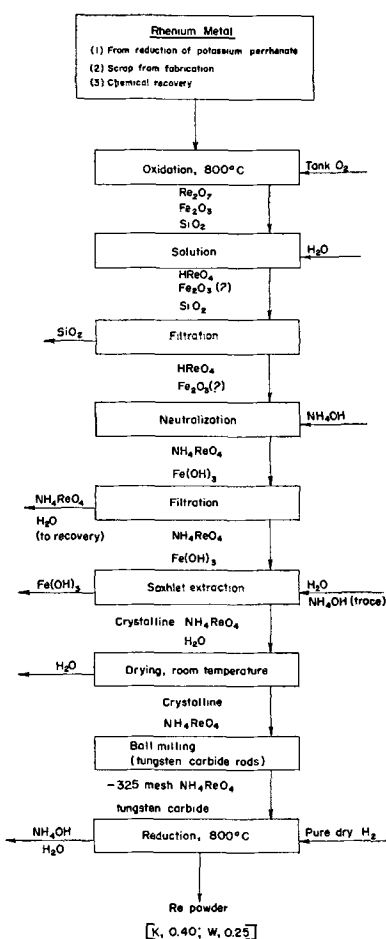 Rhenium Metal
(1) From reduction of potassium perrhenate
(2) Scrap from fabrication
(3) Chemical recovery
Oxidation, 800°C
Tank O₂
Re₂O₇
Fe₂O₃
SiO₂
Solution
H₂O
HReO₄
Fe₂O₃(?)
SiO₂
SiO₂
Filtration
HReO₄
Fe₂O₃(?)
Neutralization
NH₄OH
NH₄ReO₄
Fe(OH)₃
NH₄ReO₄
H₂O
(to recovery)
Filtration
NH₄ReO₄
Fe(OH)₃
Fe(OH)₃
Soxhlet extraction
H₂O
NH₄OH (trace)
Crystalline NH₄ReO₄
H₂O
H₂O
Drying, room temperature
Crystalline
NH₄ReO₄
Ball milling
(tungsten carbide rods)
-325 mesh NH₄ReO₄
tungsten carbide
NH₄OH
H₂O
Reduction, 800°C
Pure dry H₂
Re powder
[K, 0.40; W, 0.25]